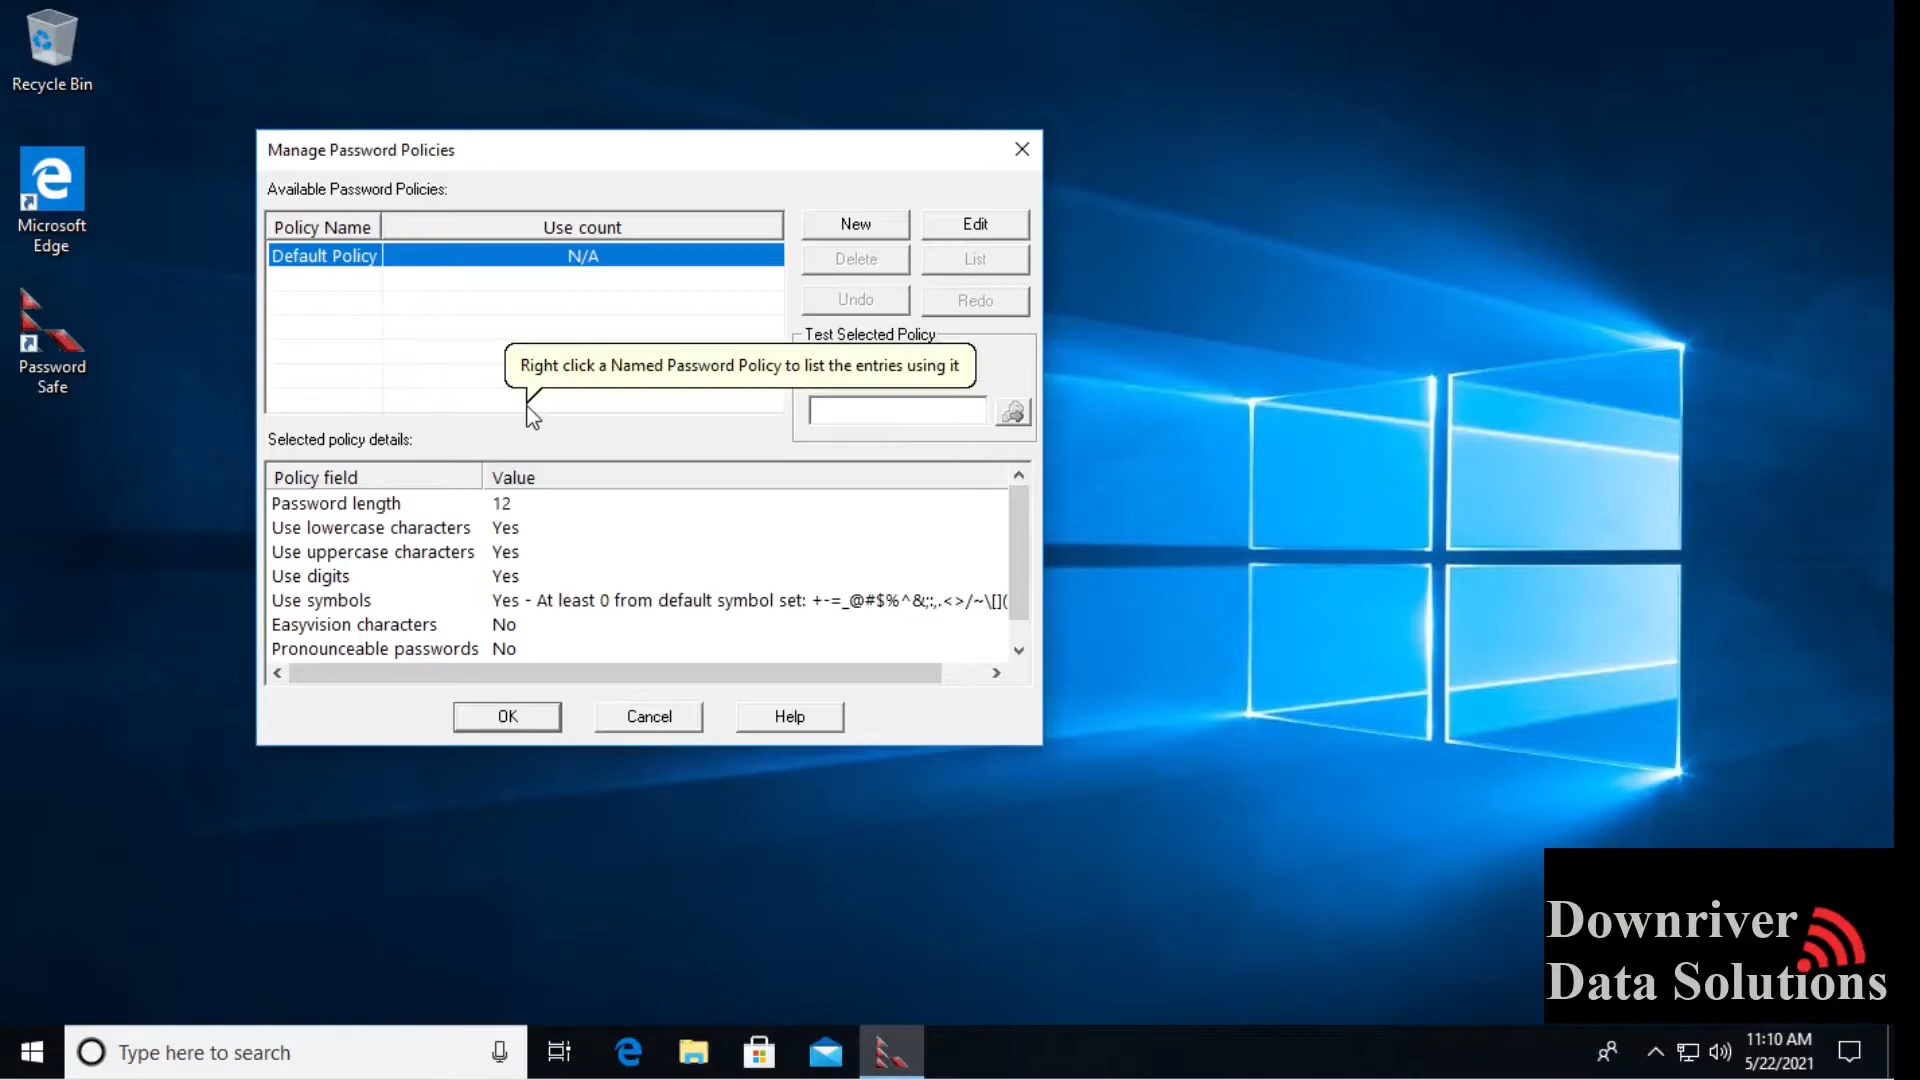 Recycle Bin
Microsoft
Edge
Password
Safe
Manage Password Policies
Available Password Policies:
Policy Name Use count
Default Policy N/A
New Edit
Delete List
Undo Redo
Test Selected Policy
Right click a Named Password Policy to list the entries using it
Selected policy details:
Policy field Value
Password length 12
Use lowercase characters Yes
Use uppercase characters Yes
Use digits Yes
Use symbols Yes - At least 0 from default symbol set: +-=_@#$%^&;:,.<>/~\[](
Easyvision characters No
Pronounceable passwords No
OK Cancel Help
Downriver
Data Solutions
Type here to search
11:10 AM
5/22/2021